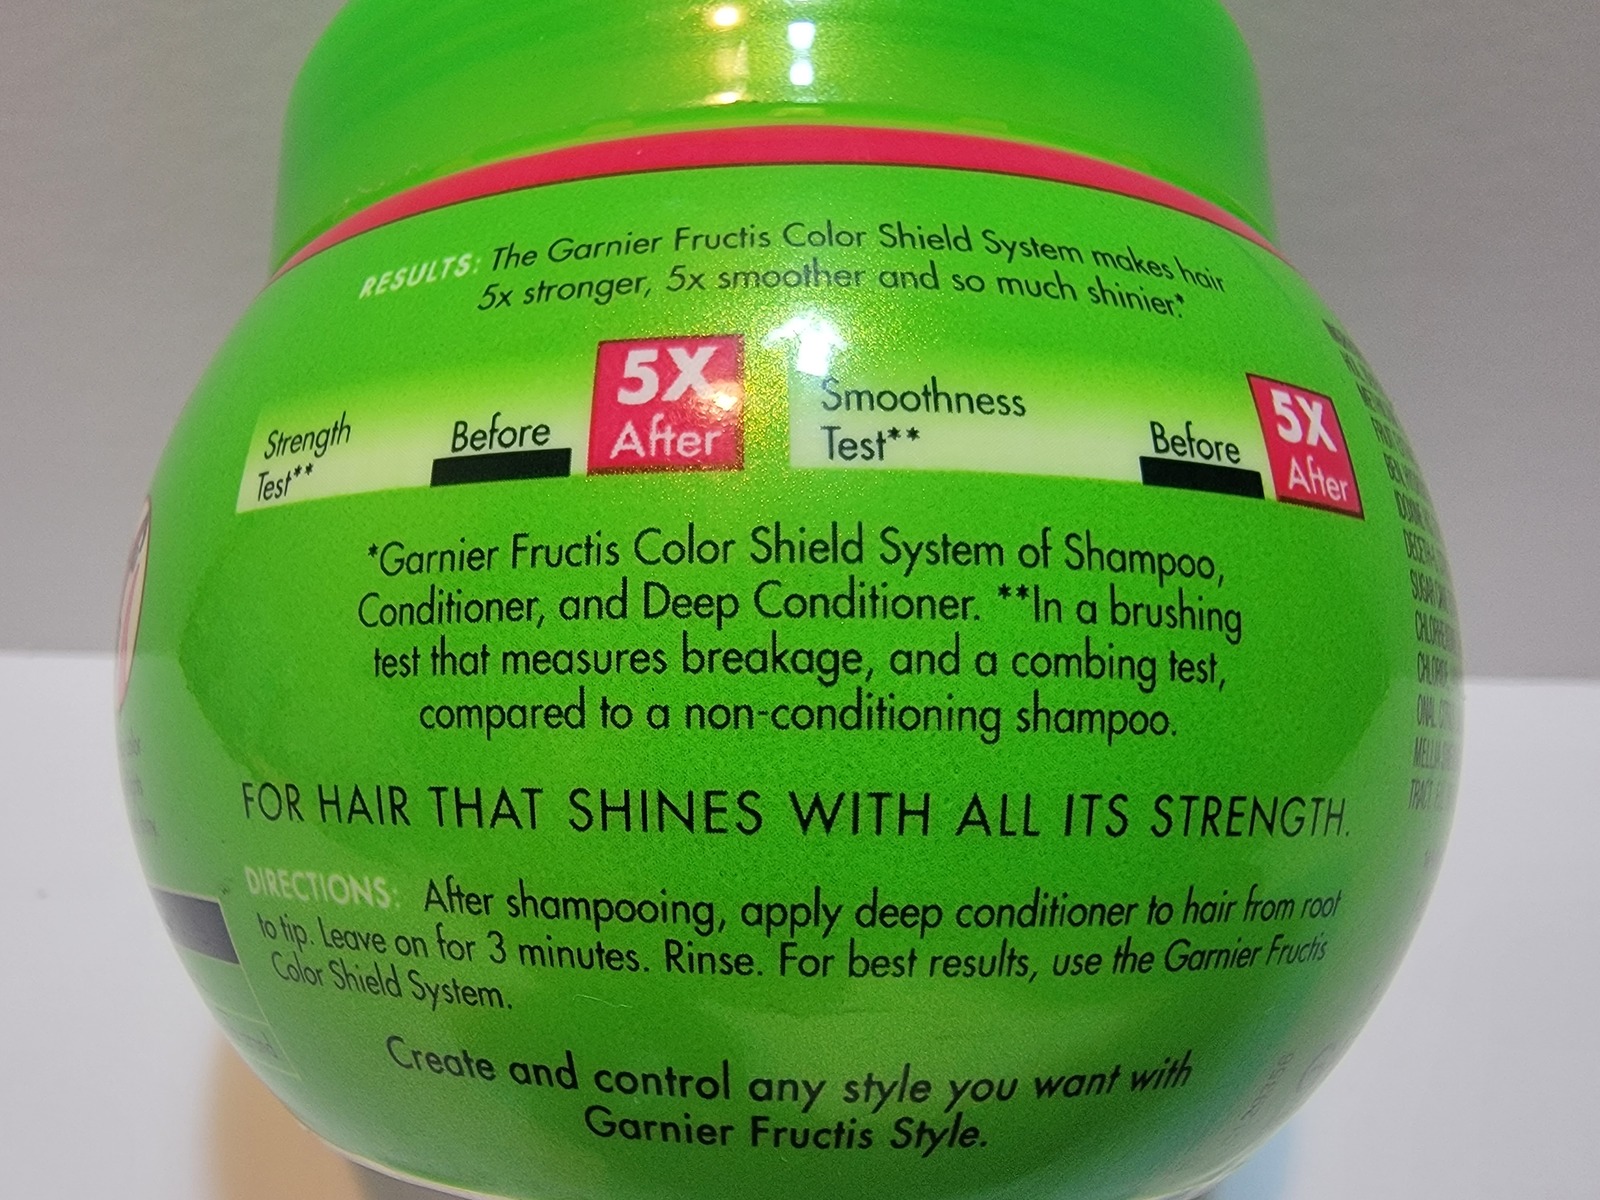 RESULTS: The Garnier Fructis Color Shield System makes hair
5x stronger, 5x smoother and so much shinier.*
Strength
Test**
Before
5X
After
Smoothness
Test**
Before
5X
After
*Garnier Fructis Color Shield System of Shampoo,
Conditioner, and Deep Conditioner. **In a brushing
test that measures breakage, and a combing test,
compared to a non-conditioning shampoo.
FOR HAIR THAT SHINES WITH ALL ITS STRENGTH.
DIRECTIONS: After shampooing, apply deep conditioner to hair from root
to tip. Leave on for 3 minutes. Rinse. For best results, use the Garnier Fructis
Color Shield System.
Create and control any style you want with
Garnier Fructis Style.